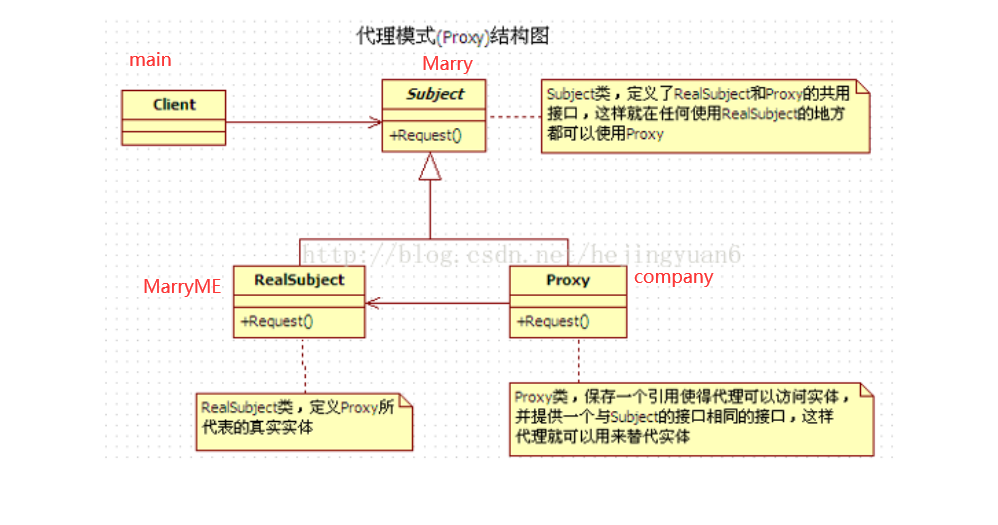 代理模式(Proxy)结构图
main
Marry
Client
Subject
+Request()
Subject类，定义了RealSubject和Proxy的共用
接口，这样就在任何使用RealSubject的地方
都可以使用Proxy
http://blog.csdn.net/hejingyuan6
MarryME
RealSubject
+Request()
Proxy
+Request()
company
RealSubject类，定义Proxy所
代表的真实实体
Proxy类，保存一个引用使得代理可以访问实体，
并提供一个与Subject的接口相同的接口，这样
代理就可以用来替代实体